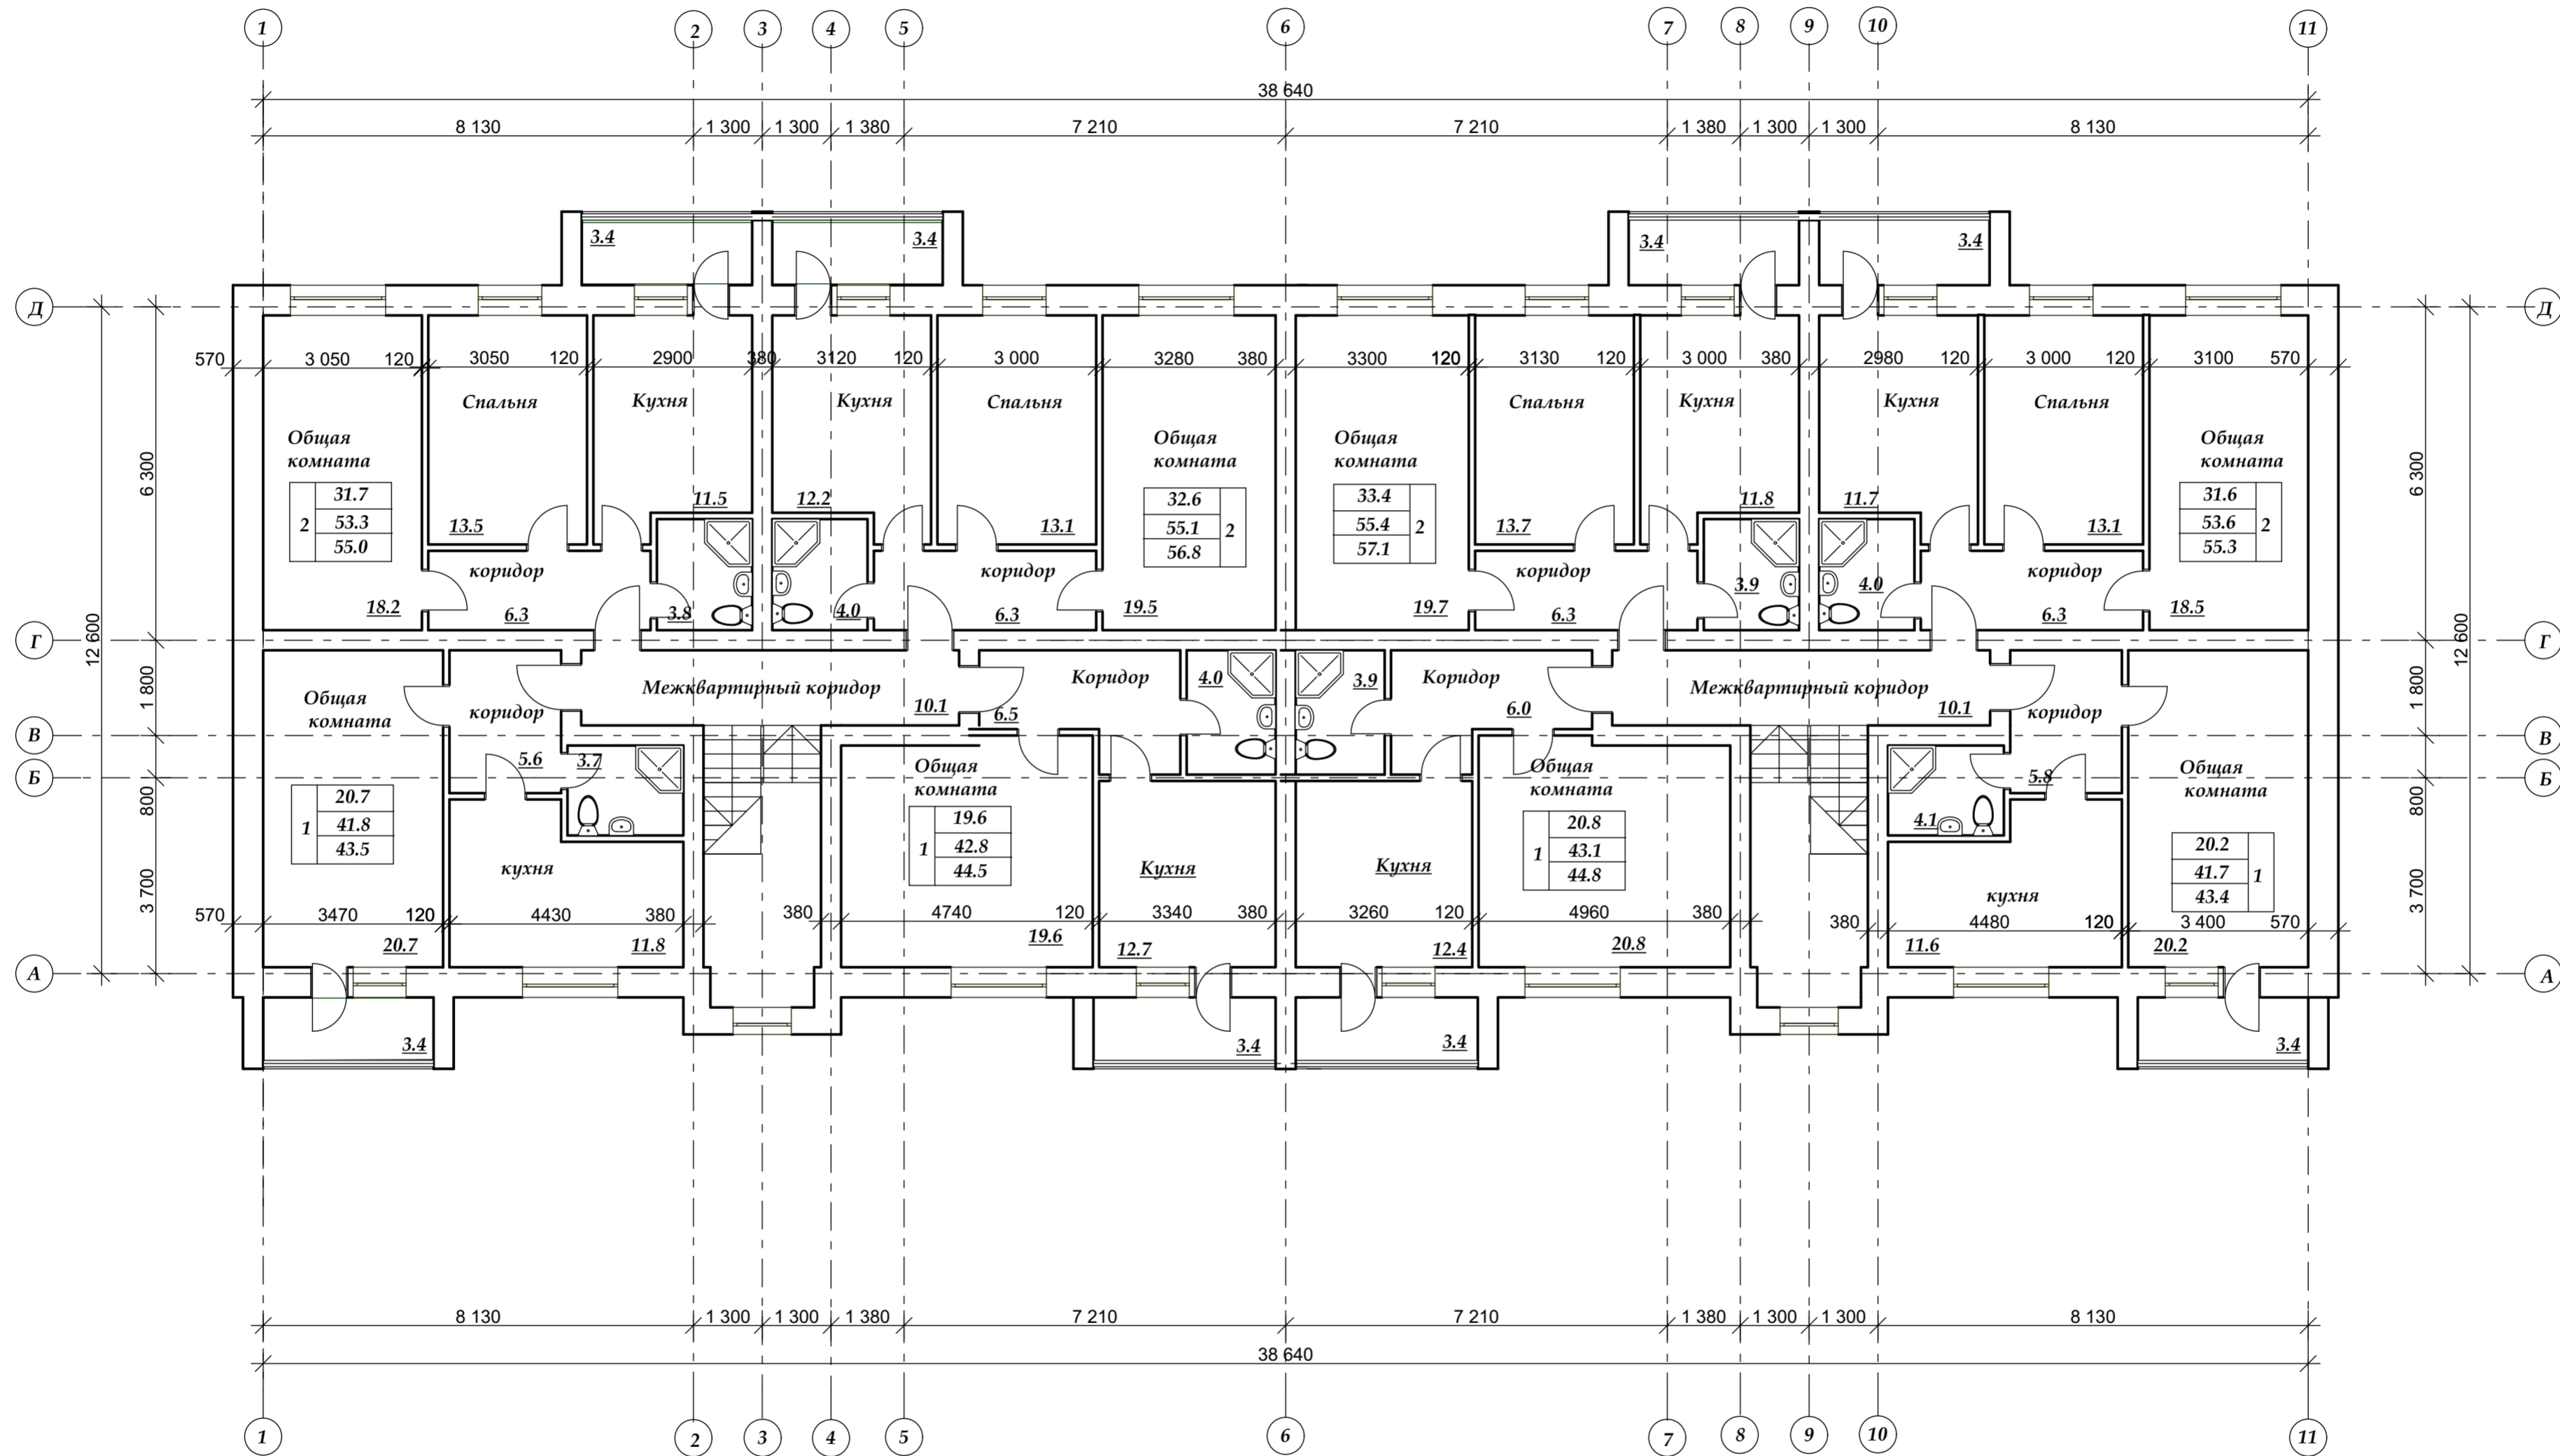 1 2 3 4 5 6 7 8 9 10 11
38 640
8 130 1 300 1 300 1 380 7 210 7 210 1 380 1 300 1 300 8 130
3.4 3.4 3.4 3.4
Д Д
570 3 050 120 3050 120 2900 380 3120 120 3 000 3280 380 3300 120 3130 120 3 000 380 2980 120 3 000 120 3100 570
Спальня Кухня Кухня Спальня Спальня Кухня Кухня Спальня
Общая Общая Общая Общая
комната комната комната комната
6 300 6 300
31.7 32.6 33.4 31.6
2 53.3 55.1 2 55.4 2 53.6 2
55.0 56.8 57.1 55.3
11.5 12.2 11.8 11.7
13.5 13.1 13.7 13.1
коридор коридор коридор коридор
18.2 6.3 3.8 4.0 6.3 19.5 19.7 6.3 3.9 4.0 6.3 18.5
Г Г
12 600 12 600
1 800 1 800
Общая Межквартирный коридор Коридор 4.0 3.9 Коридор Межквартирный коридор
комната коридор 10.1 6.5 6.0 10.1 коридор
В В
5.6 3.7 Общая Общая 5.8 Общая
комната комната комната
Б Б
800 800
20.7 19.6 20.8 20.2
1 41.8 1 42.8 1 43.1 41.7 1
43.5 44.5 44.8 43.4
4.1
кухня Кухня Кухня кухня
3 700 3 700
570 3470 120 4430 380 380 4740 120 3340 380 3260 120 4960 380 380 4480 120 3 400 570
20.7 11.8 19.6 12.7 12.4 20.8 11.6 20.2
А А
3.4 3.4 3.4 3.4
8 130 1 300 1 300 1 380 7 210 7 210 1 380 1 300 1 300 8 130
38 640
1 2 3 4 5 6 7 8 9 10 11